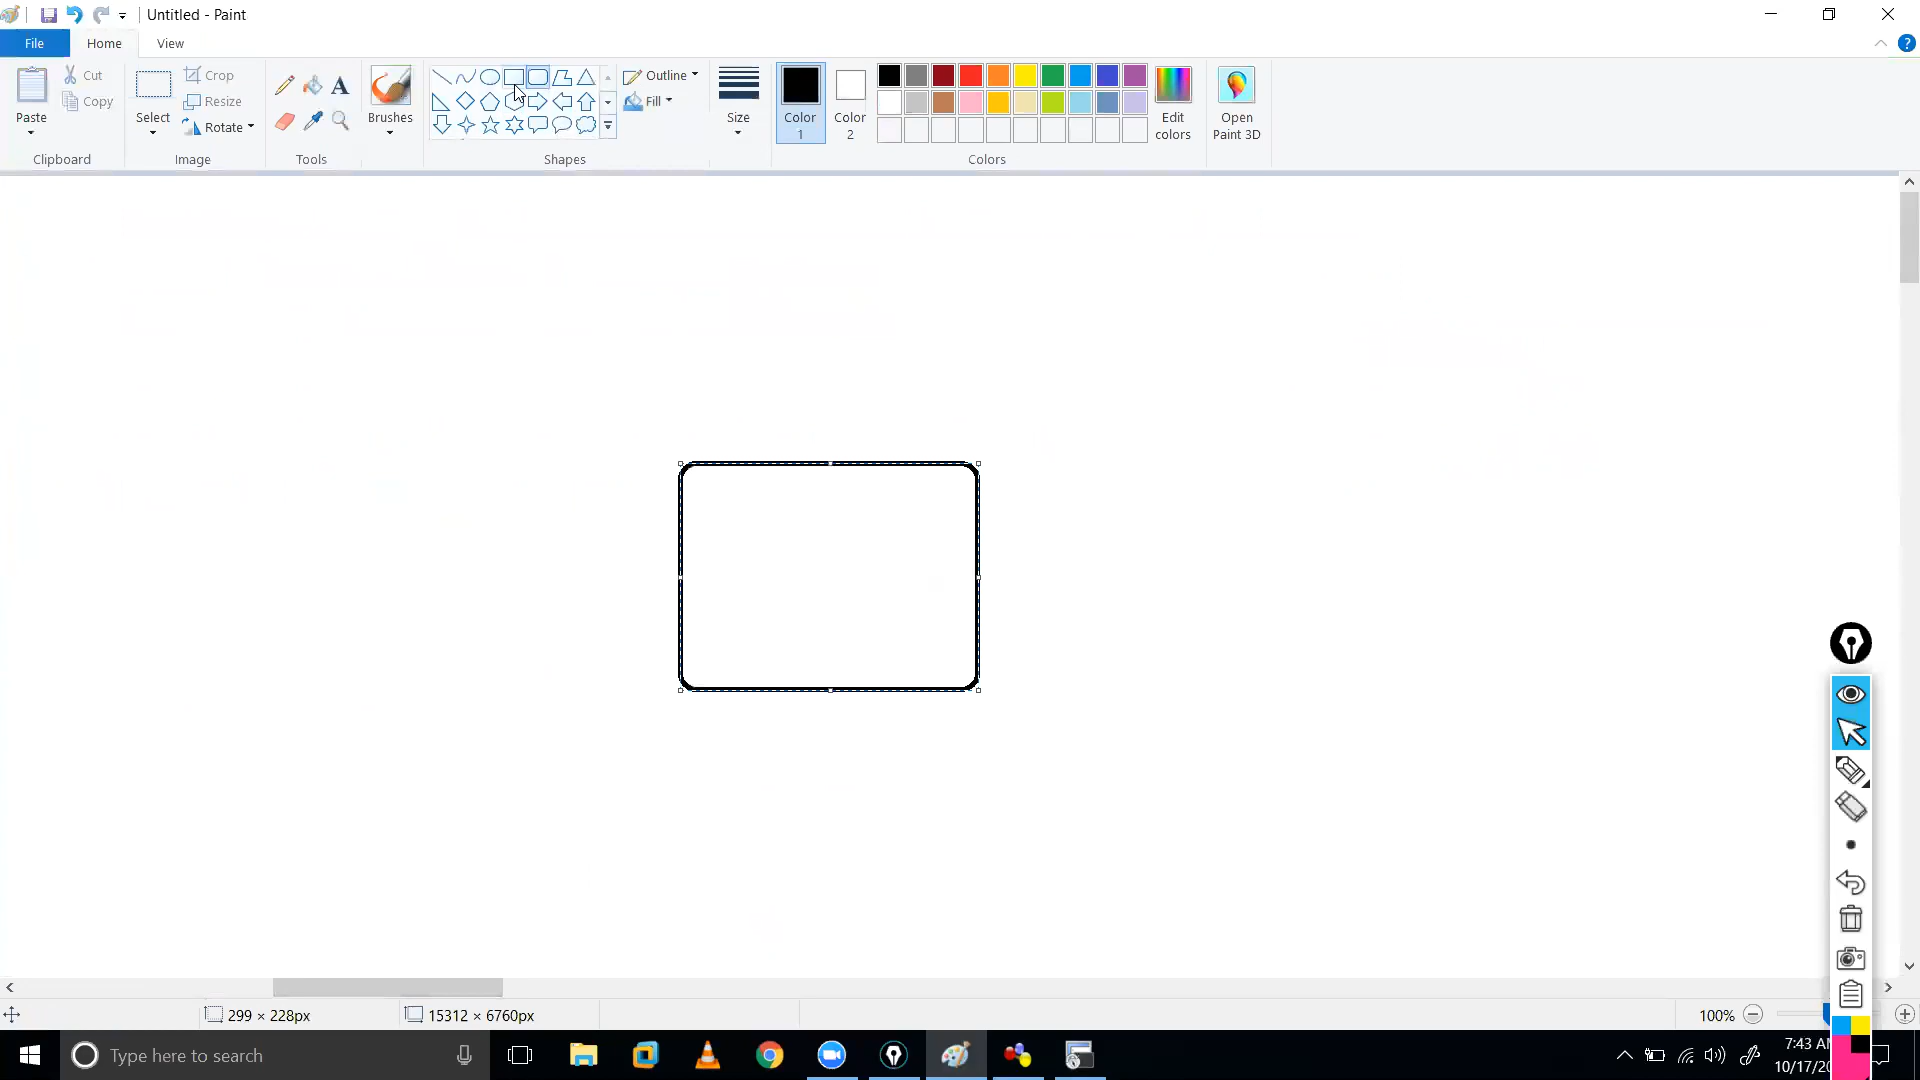 Untitled - Paint
File Home View ?
Paste Cut Copy Clipboard
Select Crop Resize Rotate Image
A Tools
Brushes
Outline Fill Shapes
Size
Color 1 Color 2 Edit colors Colors
Open Paint 3D
299 × 228px 15312 × 6760px 100%
Type here to search
7:43
10/17/20